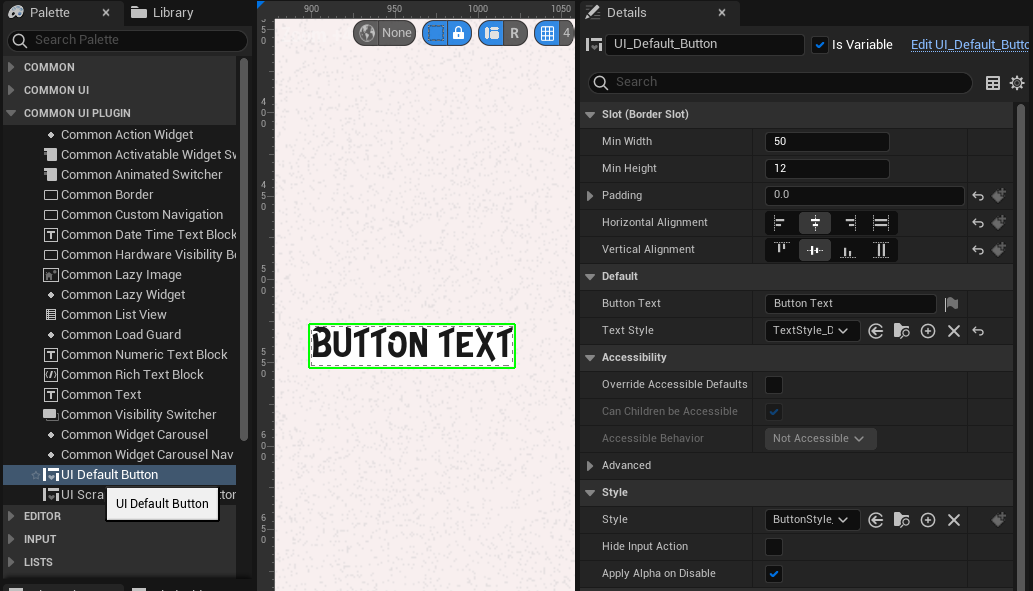 Palette
Library
Search Palette
COMMON
COMMON UI
COMMON UI PLUGIN
Common Action Widget
Common Activatable Widget Sw
Common Animated Switcher
Common Border
Common Custom Navigation
Common Date Time Text Block
Common Hardware Visibility Bo
Common Lazy Image
Common Lazy Widget
Common List View
Common Load Guard
Common Numeric Text Block
Common Rich Text Block
Common Text
Common Visibility Switcher
Common Widget Carousel
Common Widget Carousel Nav
UI Default Button
UI Scra
UI Default Button
EDITOR
INPUT
LISTS
900 950 1000 1050
None
R
4
50
400
450
500
550
600
650
BUTTON TEXT
Details
UI_Default_Button
Is Variable
Edit UI_Default_Butto
Search
Slot (Border Slot)
Min Width 50
Min Height 12
Padding 0.0
Horizontal Alignment
Vertical Alignment
Default
Button Text Button Text
Text Style TextStyle_D
Accessibility
Override Accessible Defaults
Can Children be Accessible
Accessible Behavior Not Accessible
Advanced
Style
Style ButtonStyle_
Hide Input Action
Apply Alpha on Disable